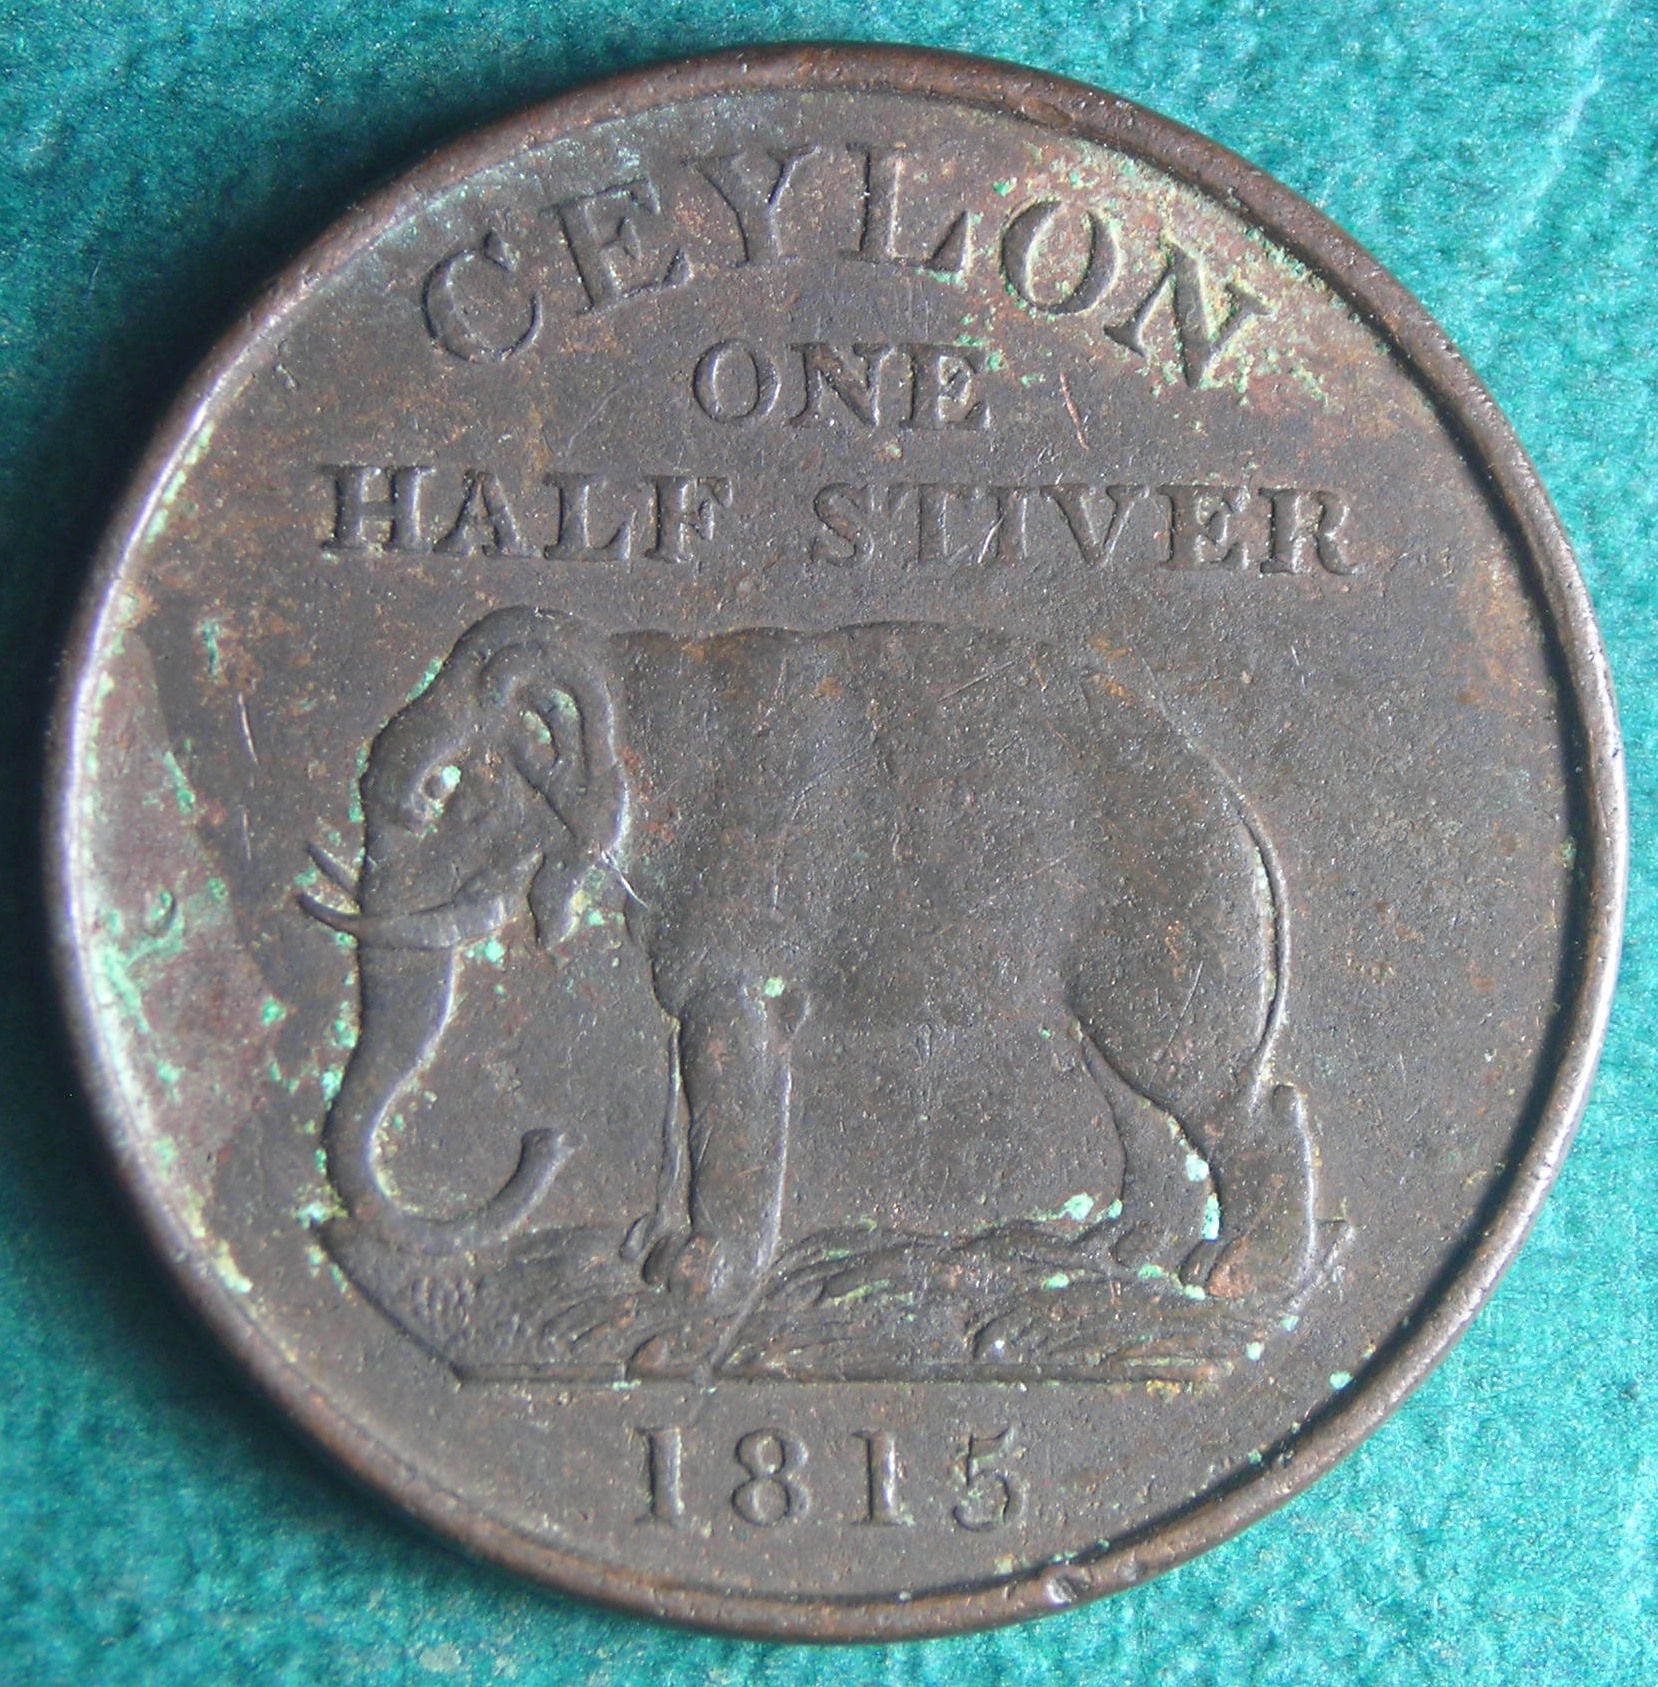 CEYLON
ONE
HALF STIVER
1815